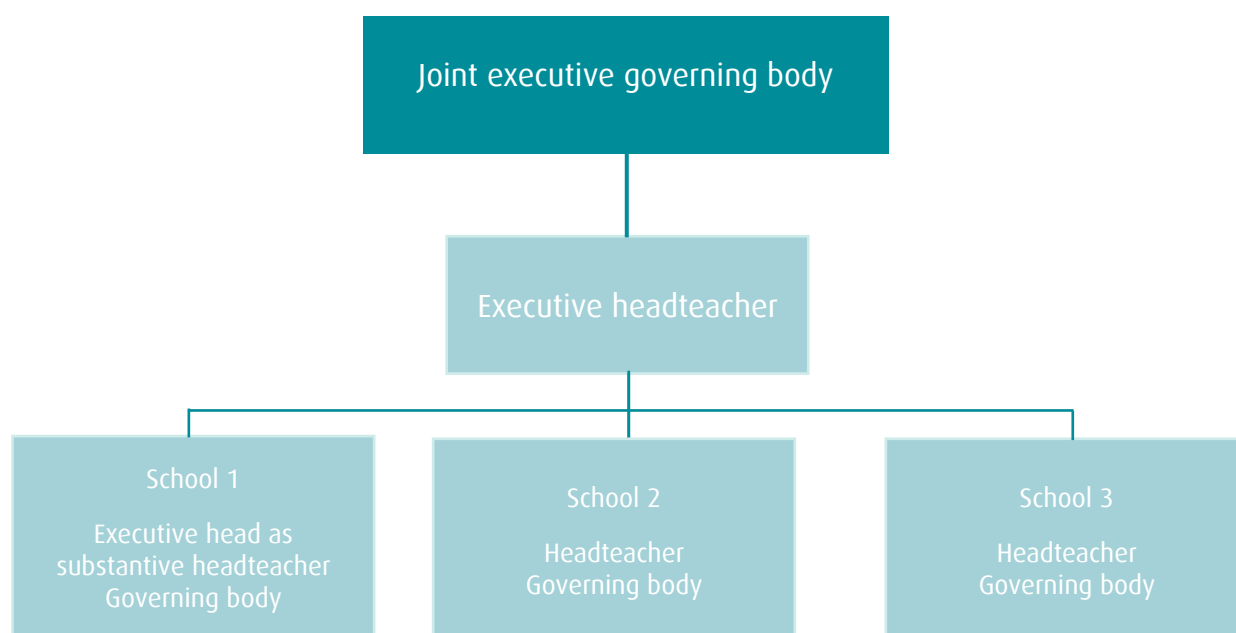 Joint executive governing body
Executive headteacher
School 1
Executive head as
substantive headteacher
Governing body
School 2
Headteacher
Governing body
School 3
Headteacher
Governing body